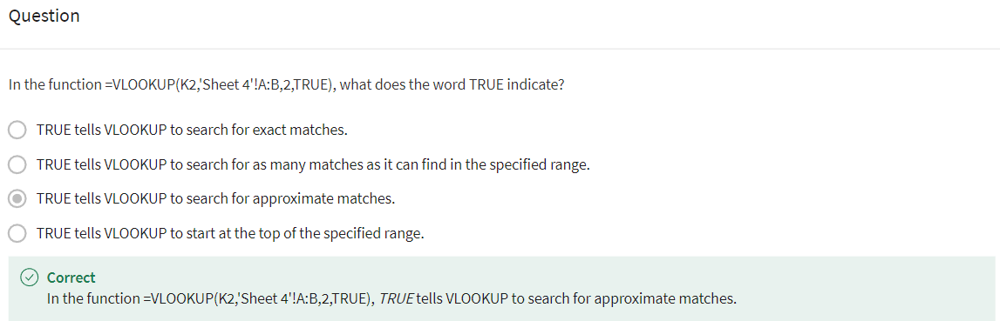 Question
In the function =VLOOKUP(K2,'Sheet 4'!A:B,2,TRUE), what does the word TRUE indicate?
TRUE tells VLOOKUP to search for exact matches.
TRUE tells VLOOKUP to search for as many matches as it can find in the specified range.
TRUE tells VLOOKUP to search for approximate matches.
TRUE tells VLOOKUP to start at the top of the specified range.
Correct
In the function =VLOOKUP(K2,'Sheet 4'!A:B,2,TRUE), TRUE tells VLOOKUP to search for approximate matches.